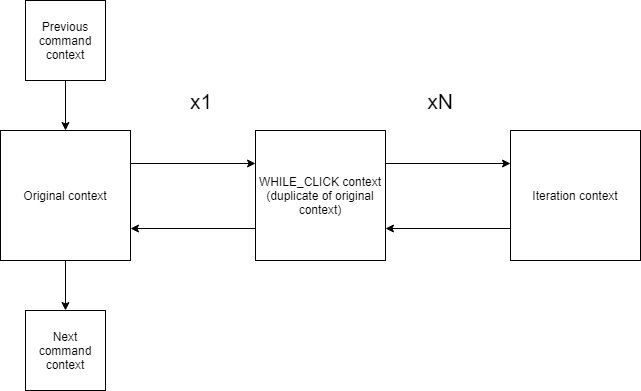 Previous
command
context
x1
xN
Original context
WHILE_CLICK context
(duplicate of original
context)
Iteration context
Next
command
context